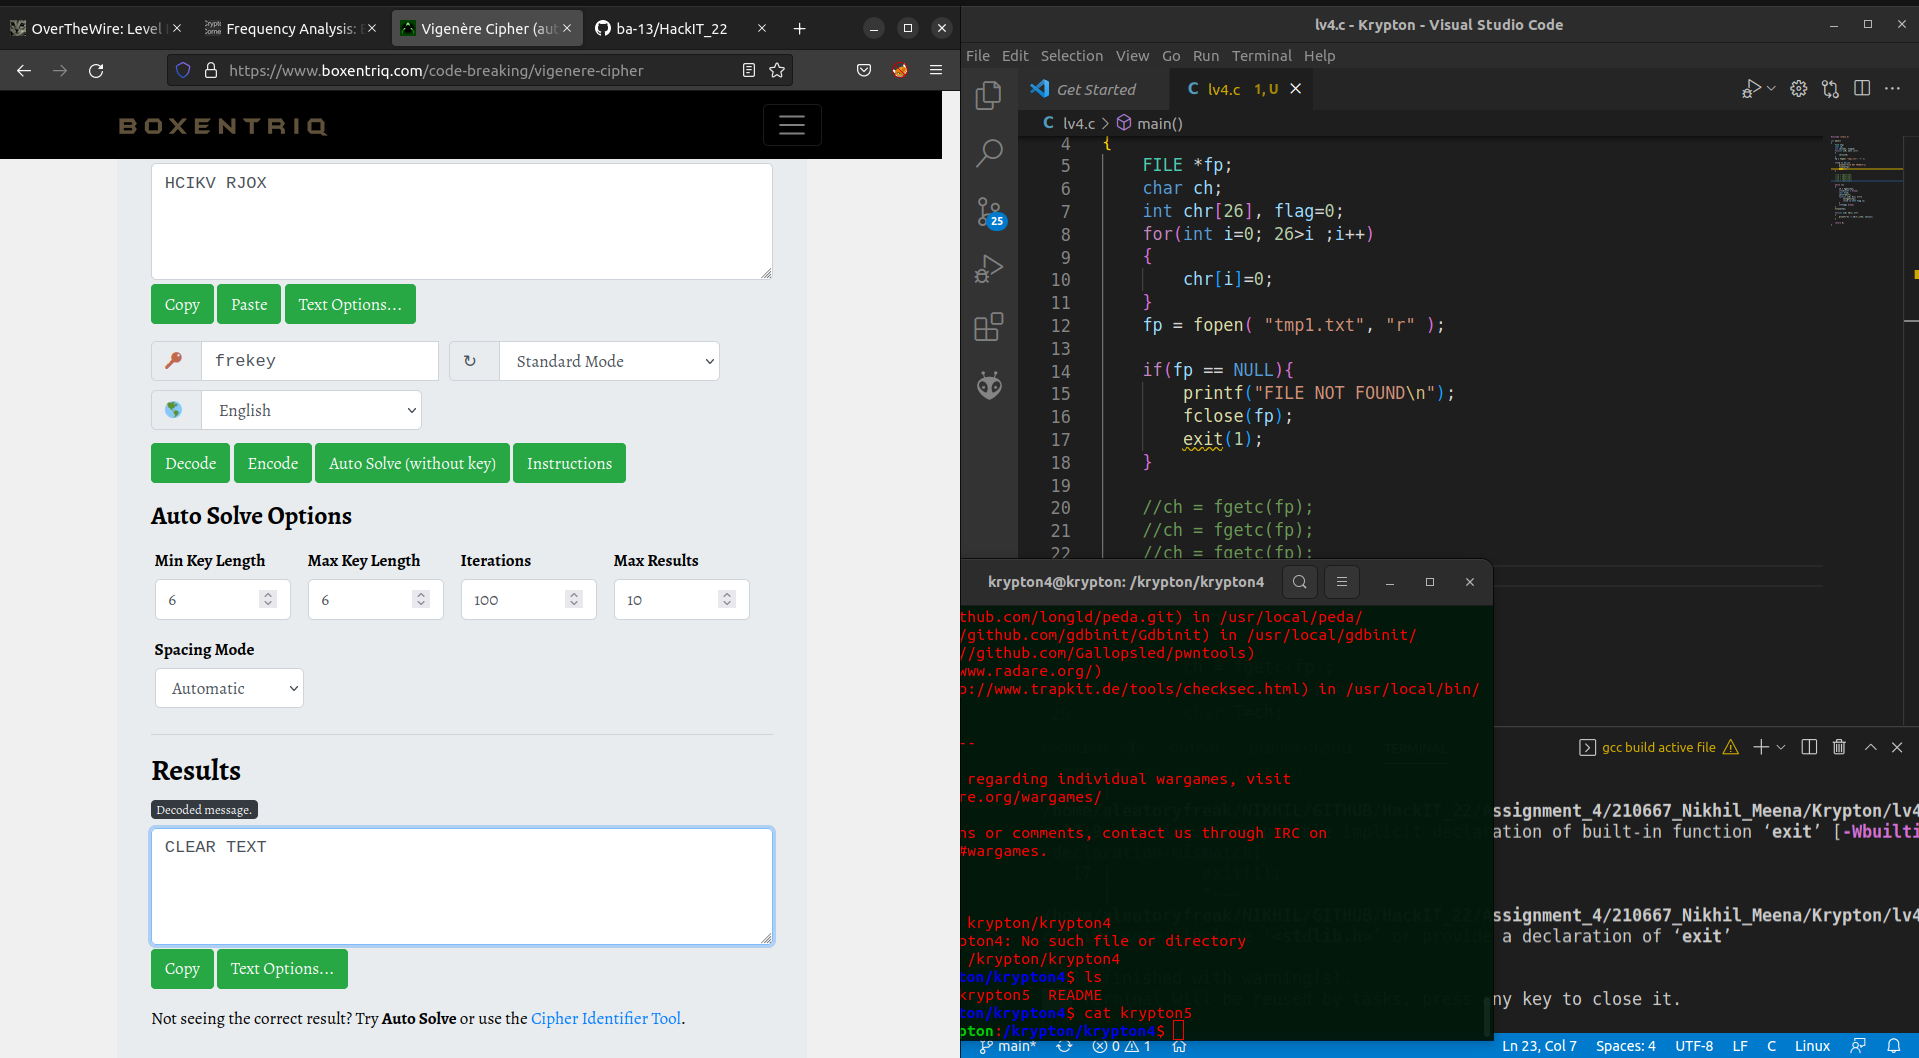 OverTheWire: Level
Frequency Analysis: B
Vigenère Cipher (aut
ba-13/HackIT_22
https://www.boxentriq.com/code-breaking/vigenere-cipher
BOXENTRIQ
HCIKV RJOX
Copy
Paste
Text Options...
frekey
Standard Mode
English
Decode
Encode
Auto Solve (without key)
Instructions
Auto Solve Options
Min Key Length
Max Key Length
Iterations
Max Results
6
6
100
10
Spacing Mode
Automatic
Results
Decoded message.
CLEAR TEXT
Copy
Text Options...
Not seeing the correct result? Try Auto Solve or use the Cipher Identifier Tool.
lv4.c - Krypton - Visual Studio Code
File Edit Selection View Go Run Terminal Help
Get Started
C lv4.c 1, U
C lv4.c > main()
25
4 {
5 FILE *fp;
6 char ch;
7 int chr[26], flag=0;
8 for(int i=0; 26>i ;i++)
9 {
10 chr[i]=0;
11 }
12 fp = fopen( "tmp1.txt", "r" );
13
14 if(fp == NULL){
15 printf("FILE NOT FOUND\n");
16 fclose(fp);
17 exit(1);
18 }
19
20 //ch = fgetc(fp);
21 //ch = fgetc(fp);
22 //ch = fgetc(fp);
krypton4@krypton: /krypton/krypton4
thub.com/longld/peda.git) in /usr/local/peda/
/github.com/gdbinit/Gdbinit) in /usr/local/gdbinit/
//github.com/Gallopsled/pwntools)
www.radare.org/)
p://www.trapkit.de/tools/checksec.html) in /usr/local/bin/
--
regarding individual wargames, visit
re.org/wargames/
ns or comments, contact us through IRC on
#wargames.
krypton/krypton4
pton4: No such file or directory
/krypton/krypton4
ton/krypton4$ ls
krypton5 README
ton/krypton4$ cat krypton5
pton:/krypton/krypton4$
gcc build active file
ssignment_4/210667_Nikhil_Meena/Krypton/lv4
ation of built-in function ‘exit’ [-Wbuilti
ssignment_4/210667_Nikhil_Meena/Krypton/lv4
a declaration of ‘exit’
ny key to close it.
main* 0 1
Ln 23, Col 7 Spaces: 4 UTF-8 LF C Linux